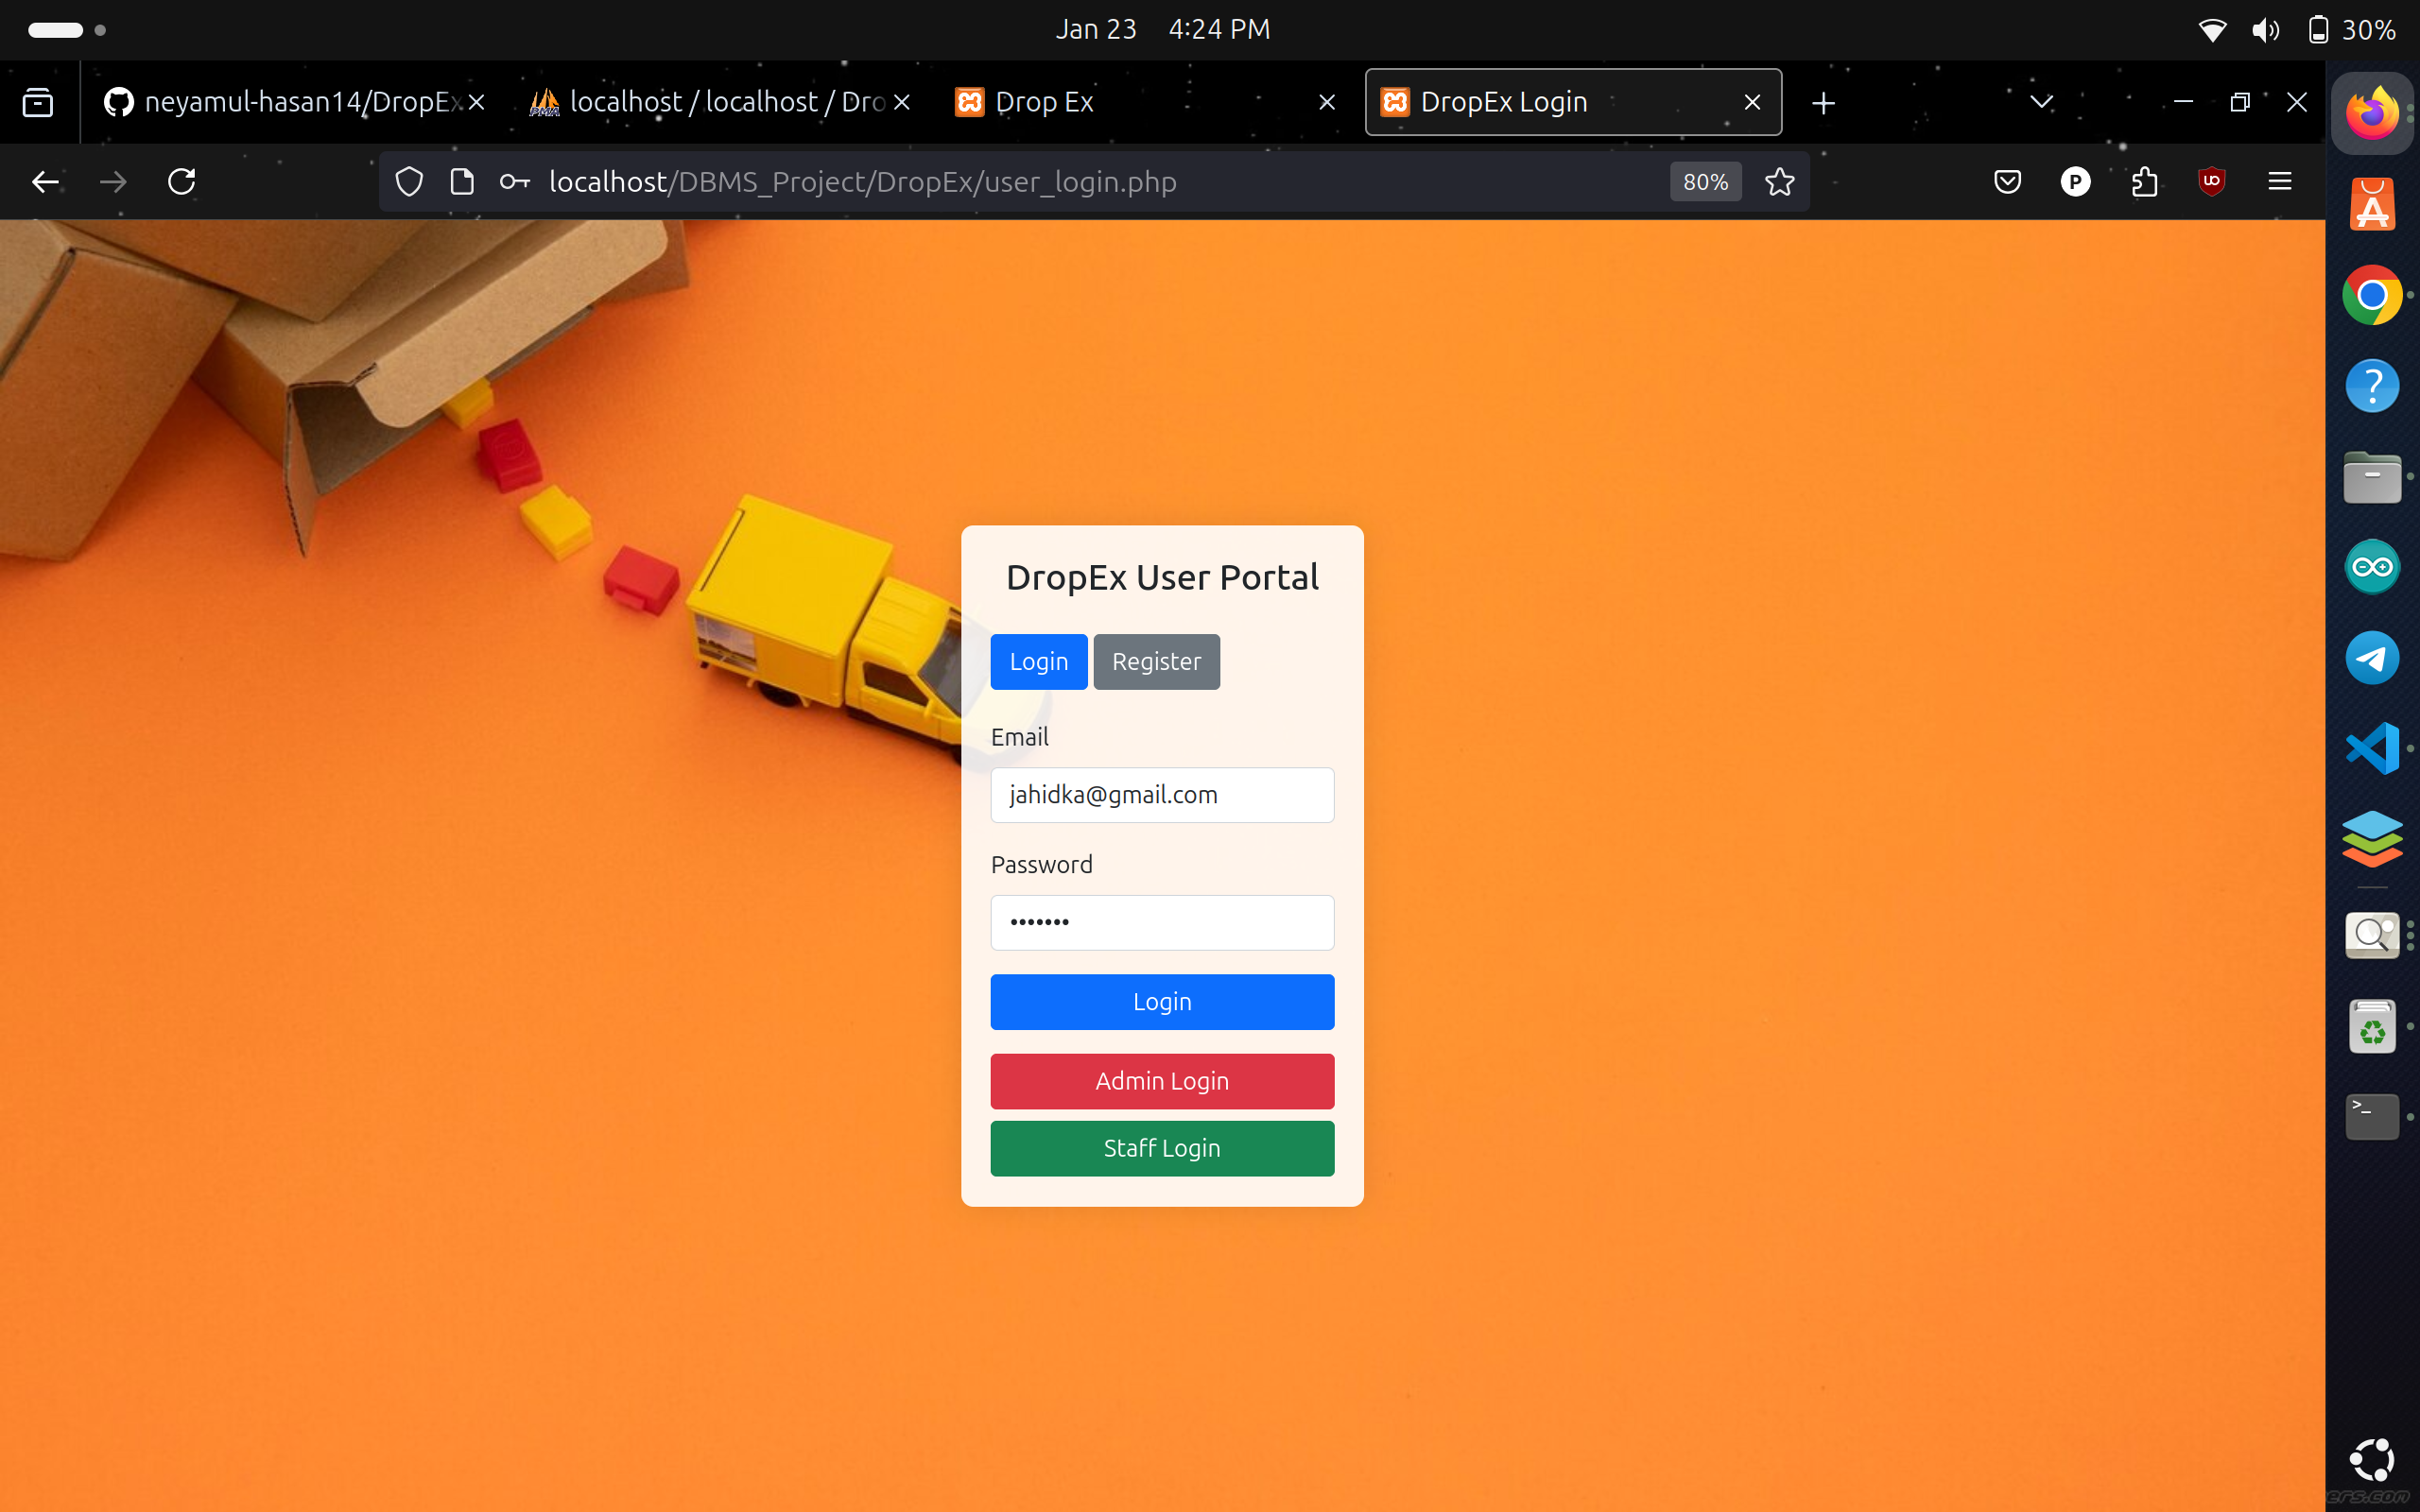 Jan 23 4:24 PM
30%
neyamul-hasan14/DropEx
localhost / localhost / Dro
Drop Ex
DropEx Login
localhost/DBMS_Project/DropEx/user_login.php
80%
DropEx User Portal
Login Register
Email
jahidka@gmail.com
Password
•••••••
Login
Admin Login
Staff Login